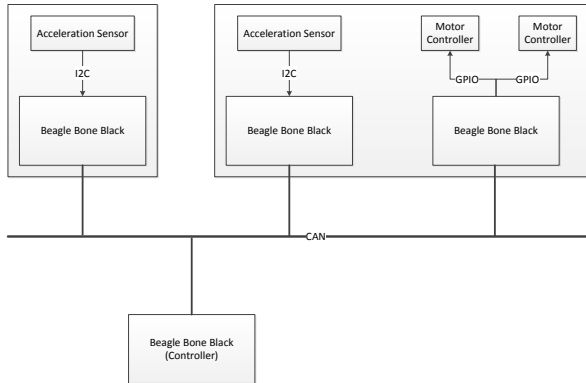 Acceleration Sensor
I2C
Beagle Bone Black
Acceleration Sensor
I2C
Beagle Bone Black
Motor
Controller
Motor
Controller
GPIO
GPIO
Beagle Bone Black
CAN
Beagle Bone Black
(Controller)